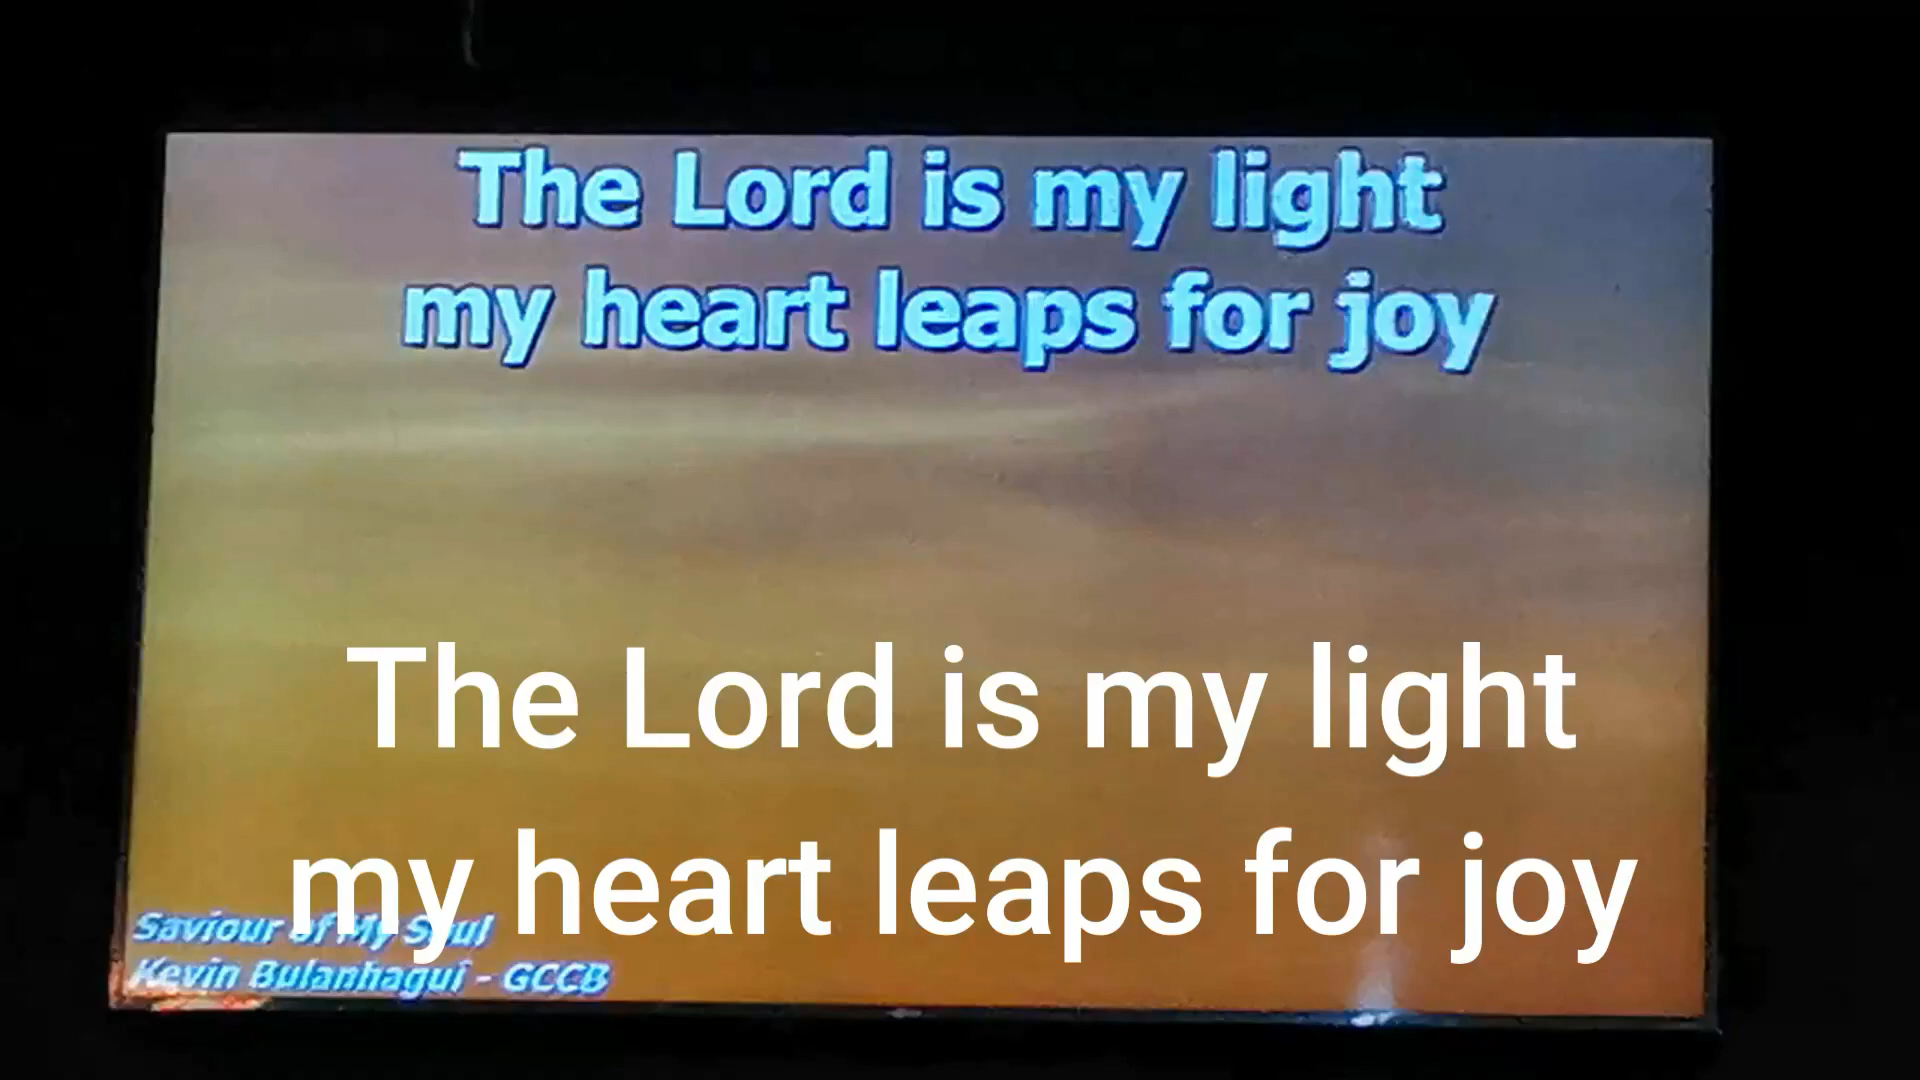 The Lord is my light
my heart leaps for joy
The Lord is my light
my heart leaps for joy
Saviour of My Soul
Kevin Bulanhagui - GCCB